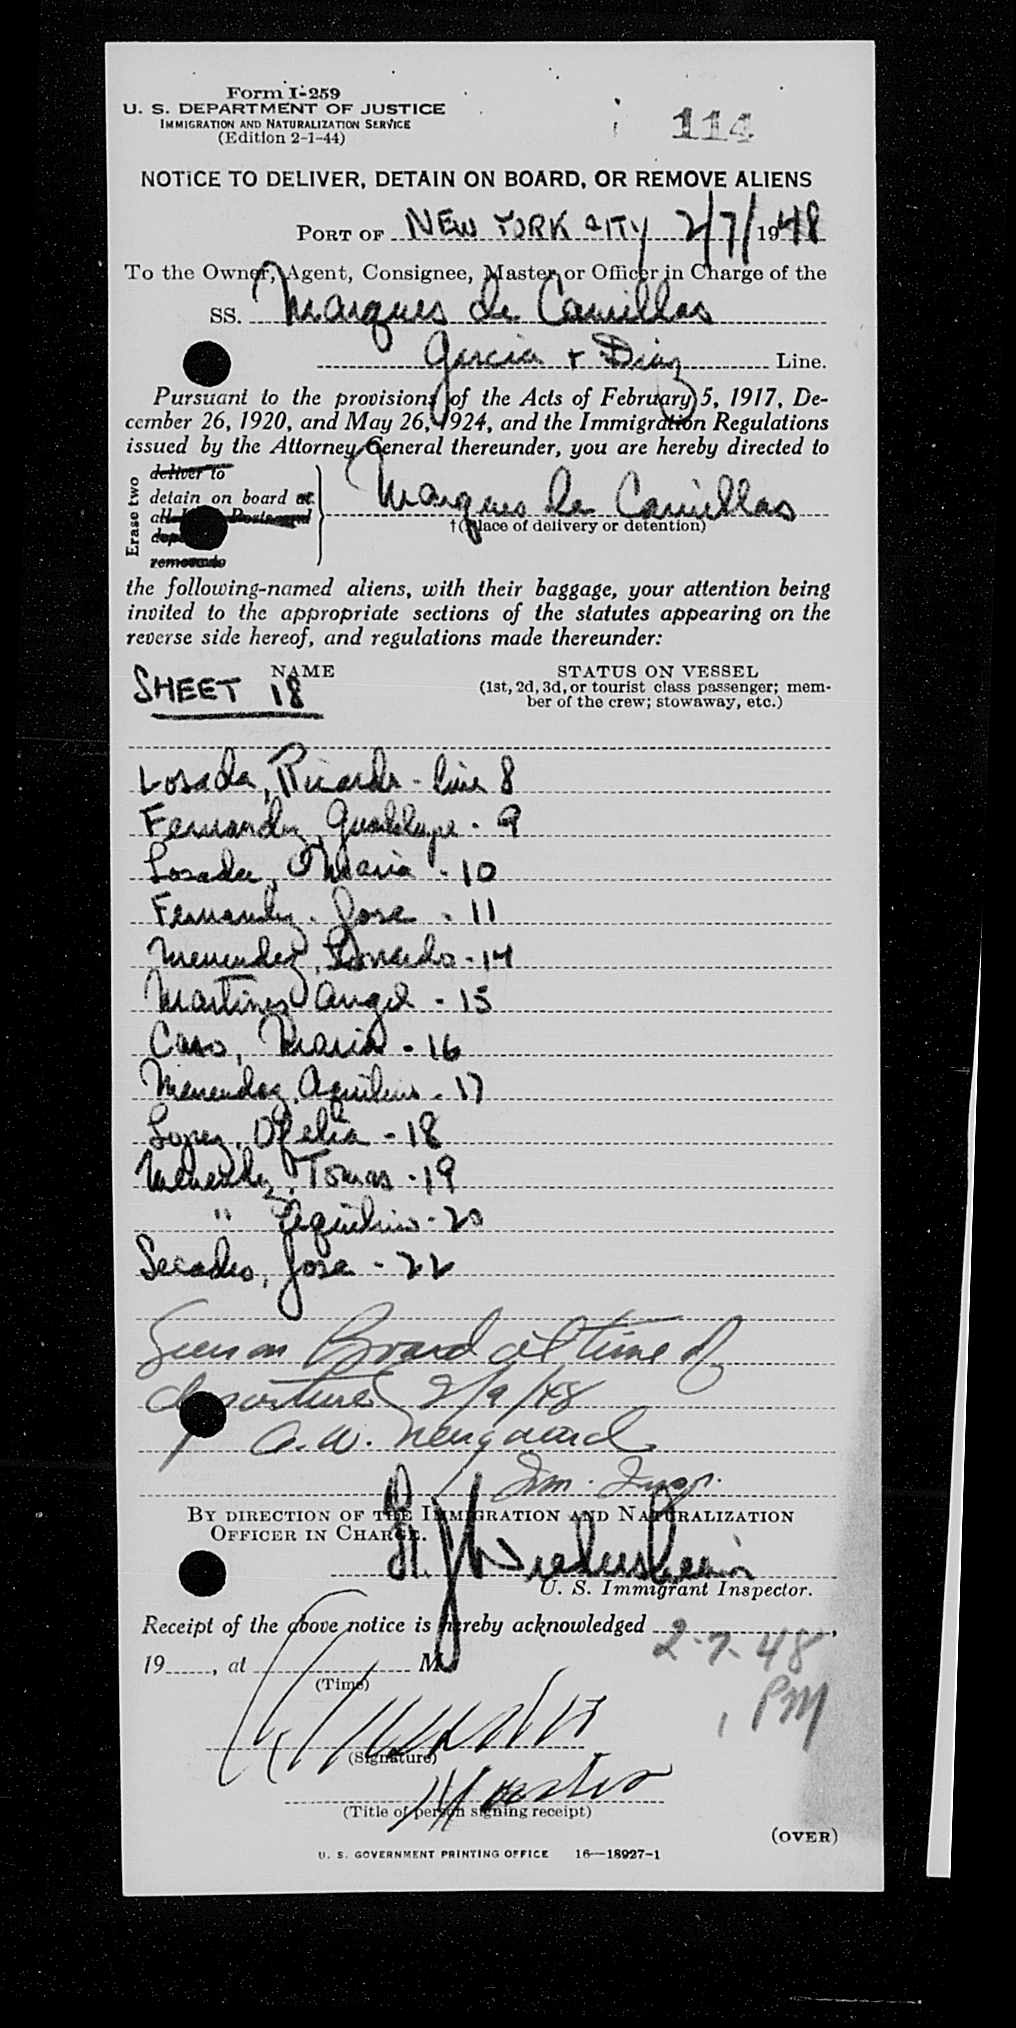 Form I-259
U. S. DEPARTMENT OF JUSTICE
IMMIGRATION AND NATURALIZATION SERVICE
(Edition 2-1-44)
114
NOTICE TO DELIVER, DETAIN ON BOARD, OR REMOVE ALIENS
PORT OF NEW YORK CITY 2/7/1948
To the Owner, Agent, Consignee, Master or Officer in Charge of the
SS. Marques de Comillas
Garcia & Diaz Line.
Pursuant to the provisions of the Acts of February 5, 1917, De-
cember 26, 1920, and May 26, 1924, and the Immigration Regulations
issued by the Attorney General thereunder, you are hereby directed to
Erase two
deliver to
detain on board at
Marques de Comillas
†(Place of delivery or detention)
the following-named aliens, with their baggage, your attention being
invited to the appropriate sections of the statutes appearing on the
reverse side hereof, and regulations made thereunder:
NAME
STATUS ON VESSEL
(1st, 2d, 3d, or tourist class passenger; mem-
ber of the crew; stowaway, etc.)
SHEET 18
Losada, Ricardo - line 8
Fernandez, Guadalupe - 9
Losada, Maria - 10
Fernandez - Jose - 11
Menendez, - 14
Martinez Angel - 15
Caso, Maria - 16
Menendez, Aquilino - 17
Lopez, Ofelia - 18
Menendez, Tomas - 19
" Aquilino - 20
Secades, Jose - 22
Seen on Board at time of
departure 2/9/48
A. W.
Im. Insp.
BY DIRECTION OF THE IMMIGRATION AND NATURALIZATION
OFFICER IN CHARGE.
U. S. Immigrant Inspector.
Receipt of the above notice is hereby acknowledged 2-7-48,
19, at M
1 PM
(Time)
(Signature)
(Title of person signing receipt)
(OVER)
U. S. GOVERNMENT PRINTING OFFICE 16—18927-1